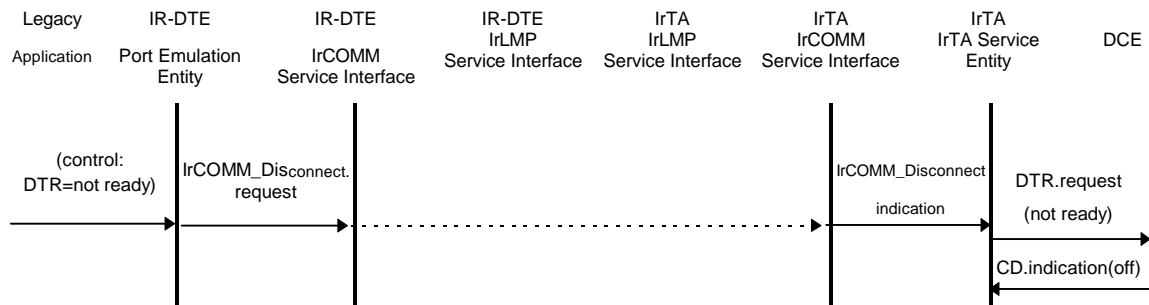 Legacy
Application
IR-DTE
Port Emulation
Entity
IR-DTE
IrCOMM
Service Interface
IR-DTE
IrLMP
Service Interface
IrTA
IrLMP
Service Interface
IrTA
IrCOMM
Service Interface
IrTA
IrTA Service
Entity
DCE
(control:
DTR=not ready)
IrCOMM_Disconnect.
request
IrCOMM_Disconnect
indication
DTR.request
(not ready)
CD.indication(off)